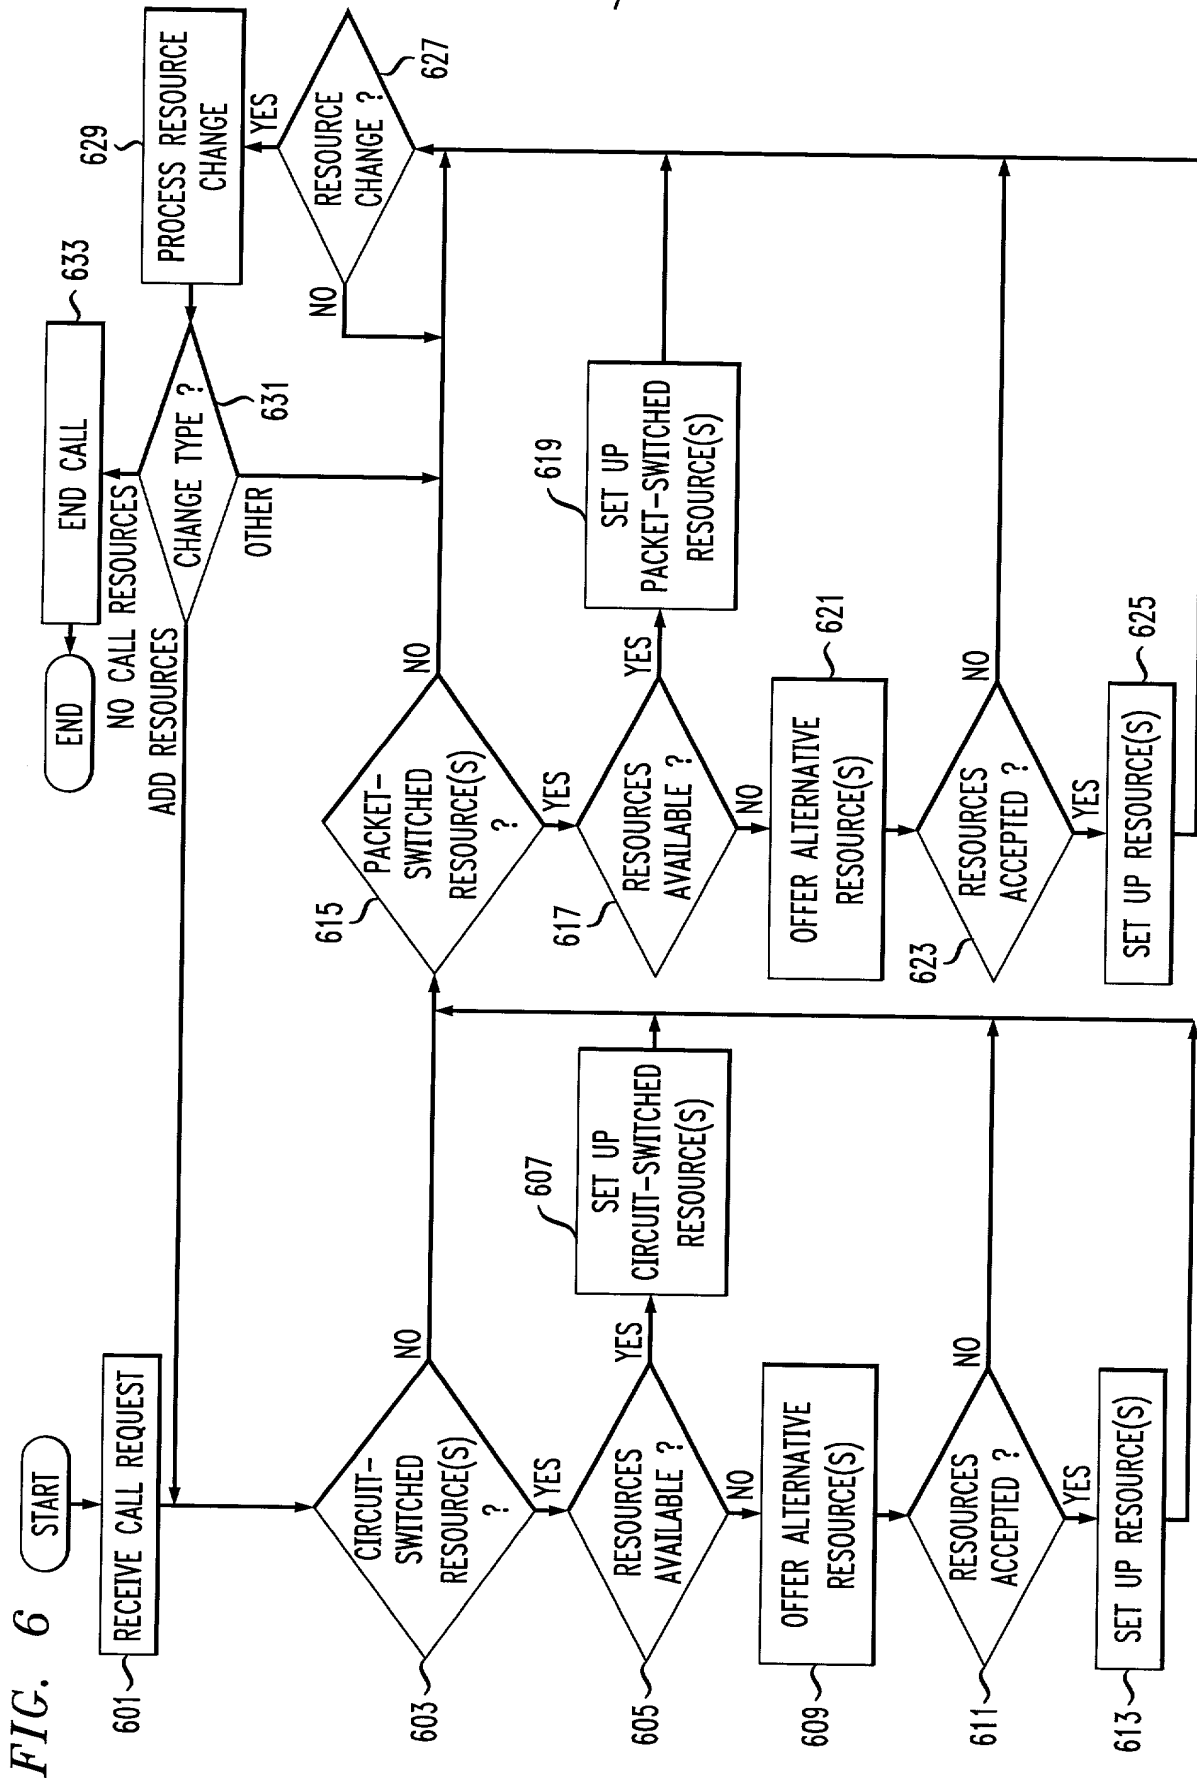 FIG. 6
START
601
RECEIVE CALL REQUEST
603
CIRCUIT-
SWITCHED
RESOURCE(S)
?
NO
YES
605
RESOURCES
AVAILABLE ?
YES
NO
607
SET UP
CIRCUIT-SWITCHED
RESOURCE(S)
609
OFFER ALTERNATIVE
RESOURCE(S)
611
RESOURCES
ACCEPTED ?
NO
YES
613
SET UP RESOURCE(S)
615
PACKET-
SWITCHED
RESOURCE(S)
?
NO
YES
617
RESOURCES
AVAILABLE ?
YES
NO
619
SET UP
PACKET-SWITCHED
RESOURCE(S)
621
OFFER ALTERNATIVE
RESOURCE(S)
623
RESOURCES
ACCEPTED ?
NO
YES
625
SET UP RESOURCE(S)
627
RESOURCE
CHANGE ?
NO
YES
629
PROCESS RESOURCE
CHANGE
631
CHANGE TYPE ?
NO CALL RESOURCES
ADD RESOURCES
OTHER
633
END CALL
END